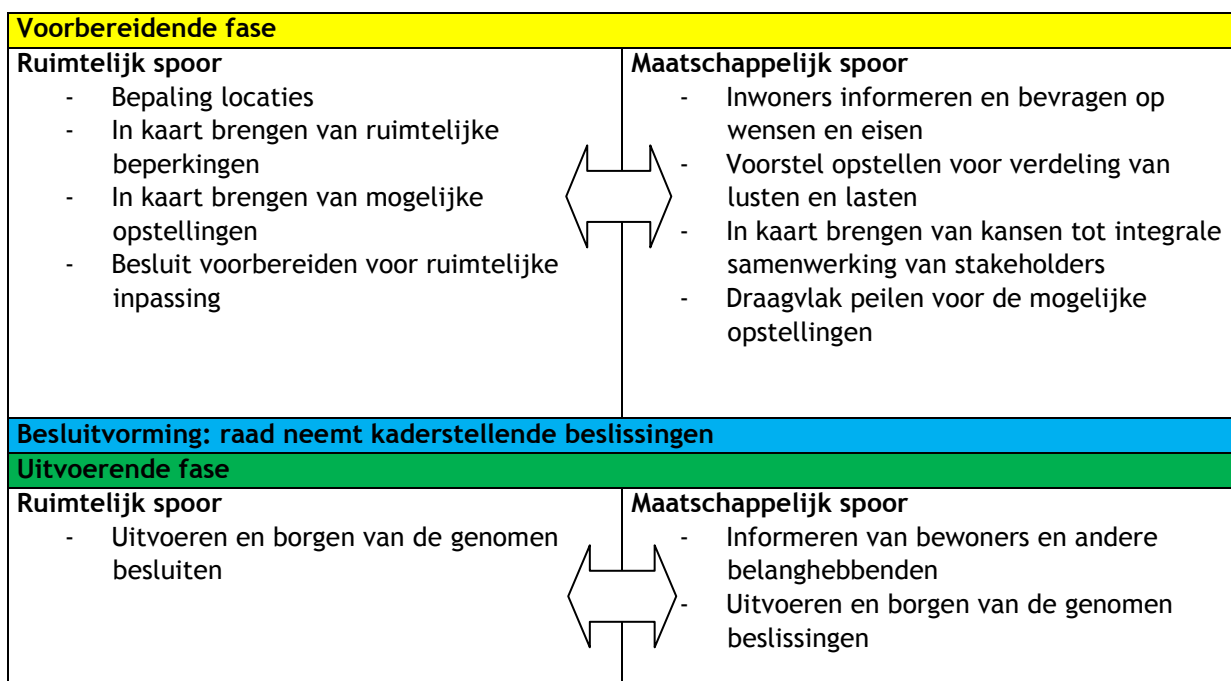 Voorbereidende fase
Ruimtelijk spoor
- Bepaling locaties
- In kaart brengen van ruimtelijke
beperkingen
- In kaart brengen van mogelijke
opstellingen
- Besluit voorbereiden voor ruimtelijke
inpassing
Maatschappelijk spoor
- Inwoners informeren en bevragen op
wensen en eisen
- Voorstel opstellen voor verdeling van
lusten en lasten
- In kaart brengen van kansen tot integrale
samenwerking van stakeholders
- Draagvlak peilen voor de mogelijke
opstellingen
Besluitvorming: raad neemt kaderstellende beslissingen
Uitvoerende fase
Ruimtelijk spoor
- Uitvoeren en borgen van de genomen
besluiten
Maatschappelijk spoor
- Informeren van bewoners en andere
belanghebbenden
- Uitvoeren en borgen van de genomen
beslissingen